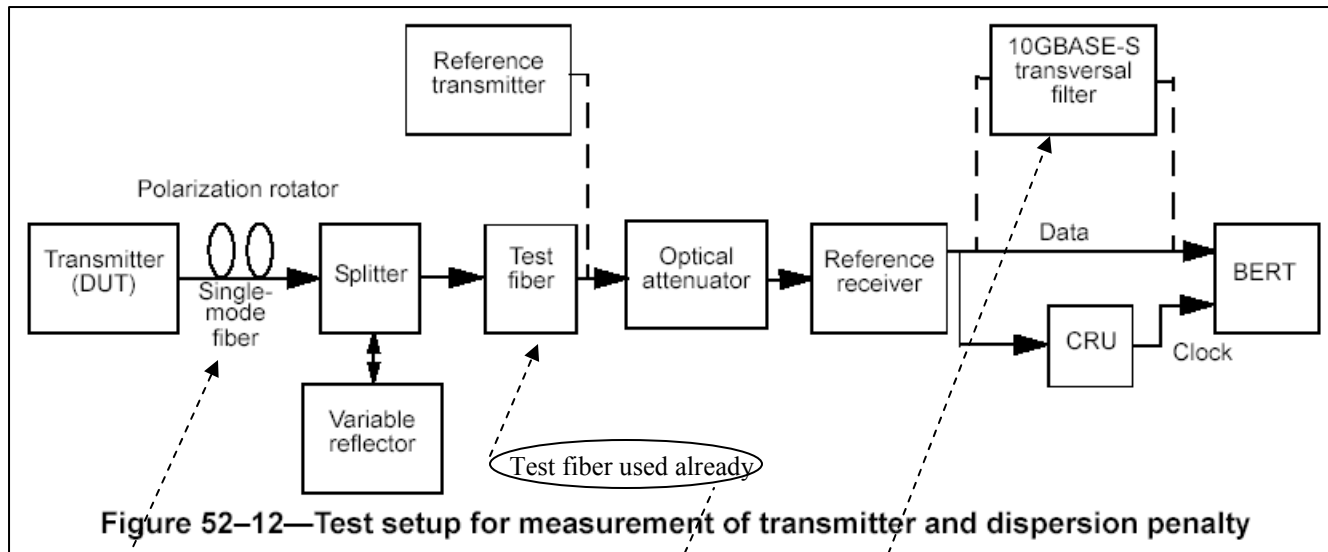 Reference
transmitter
10GBASE-S
transversal
filter
Polarization rotator
Transmitter
(DUT)
Single-
mode
fiber
Splitter
Test
fiber
Optical
attenuator
Reference
receiver
Data
BERT
CRU
Clock
Variable
reflector
Test fiber used already
Figure 52–12—Test setup for measurement of transmitter and dispersion penalty